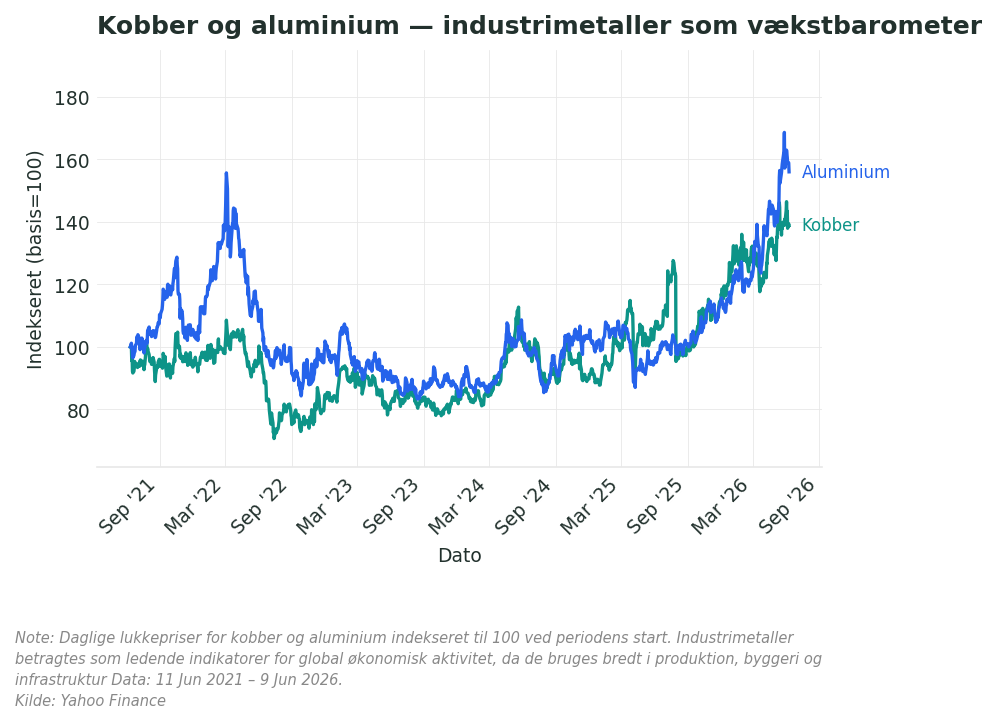 Kobber og aluminium — industrimetaller som vækstbarometer
Indekseret (basis=100)
180
160
140
120
100
80
Aluminium
Kobber
Sep '21
Mar '22
Sep '22
Mar '23
Sep '23
Mar '24
Sep '24
Mar '25
Sep '25
Mar '26
Sep '26
Dato
Note: Daglige lukkepriser for kobber og aluminium indekseret til 100 ved periodens start. Industrimetaller
betragtes som ledende indikatorer for global økonomisk aktivitet, da de bruges bredt i produktion, byggeri og
infrastruktur Data: 11 Jun 2021 – 9 Jun 2026.
Kilde: Yahoo Finance